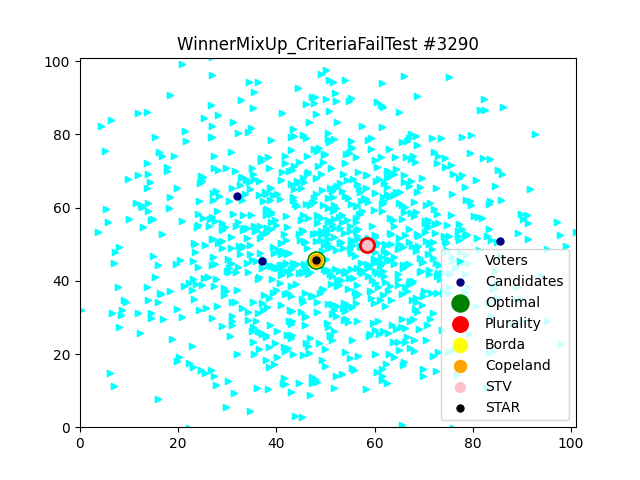 WinnerMixUp_CriteriaFailTest #3290
100
80
60
40
20
0
0
20
40
60
80
100
Voters
Candidates
Optimal
Plurality
Borda
Copeland
STV
STAR